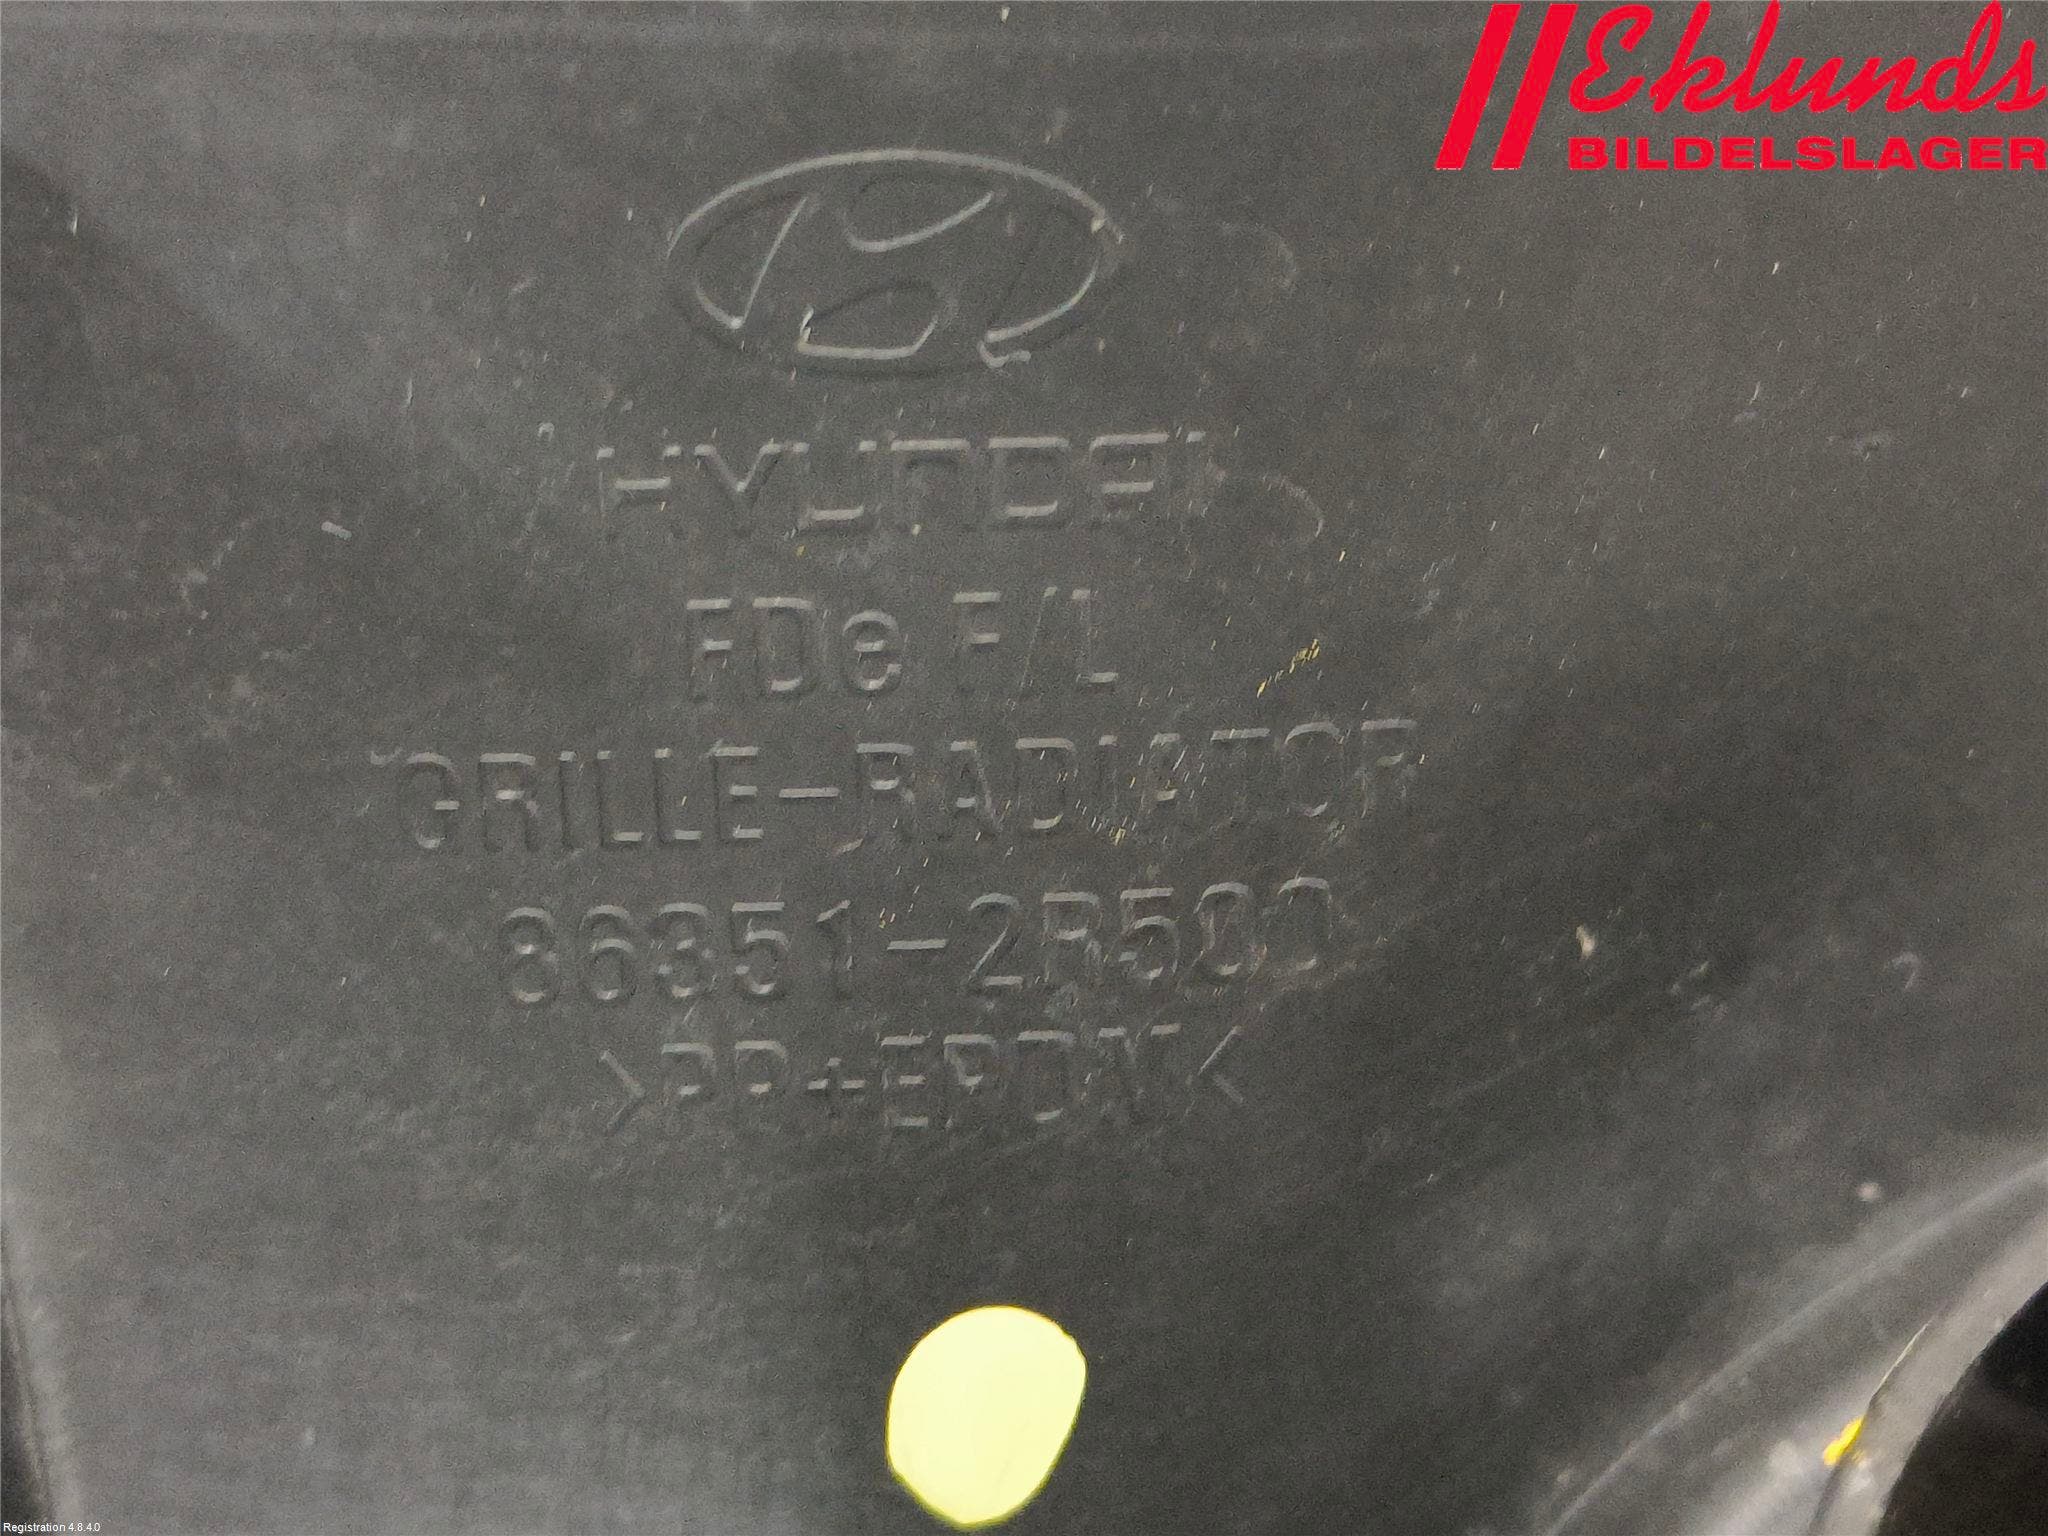 Eklunds
BILDELSLAGER
HYUNDAI
FDe F/L
GRILLE-RADIATOR
86351-2R500
>PP+EPDM<
Registration 4.8.4.0